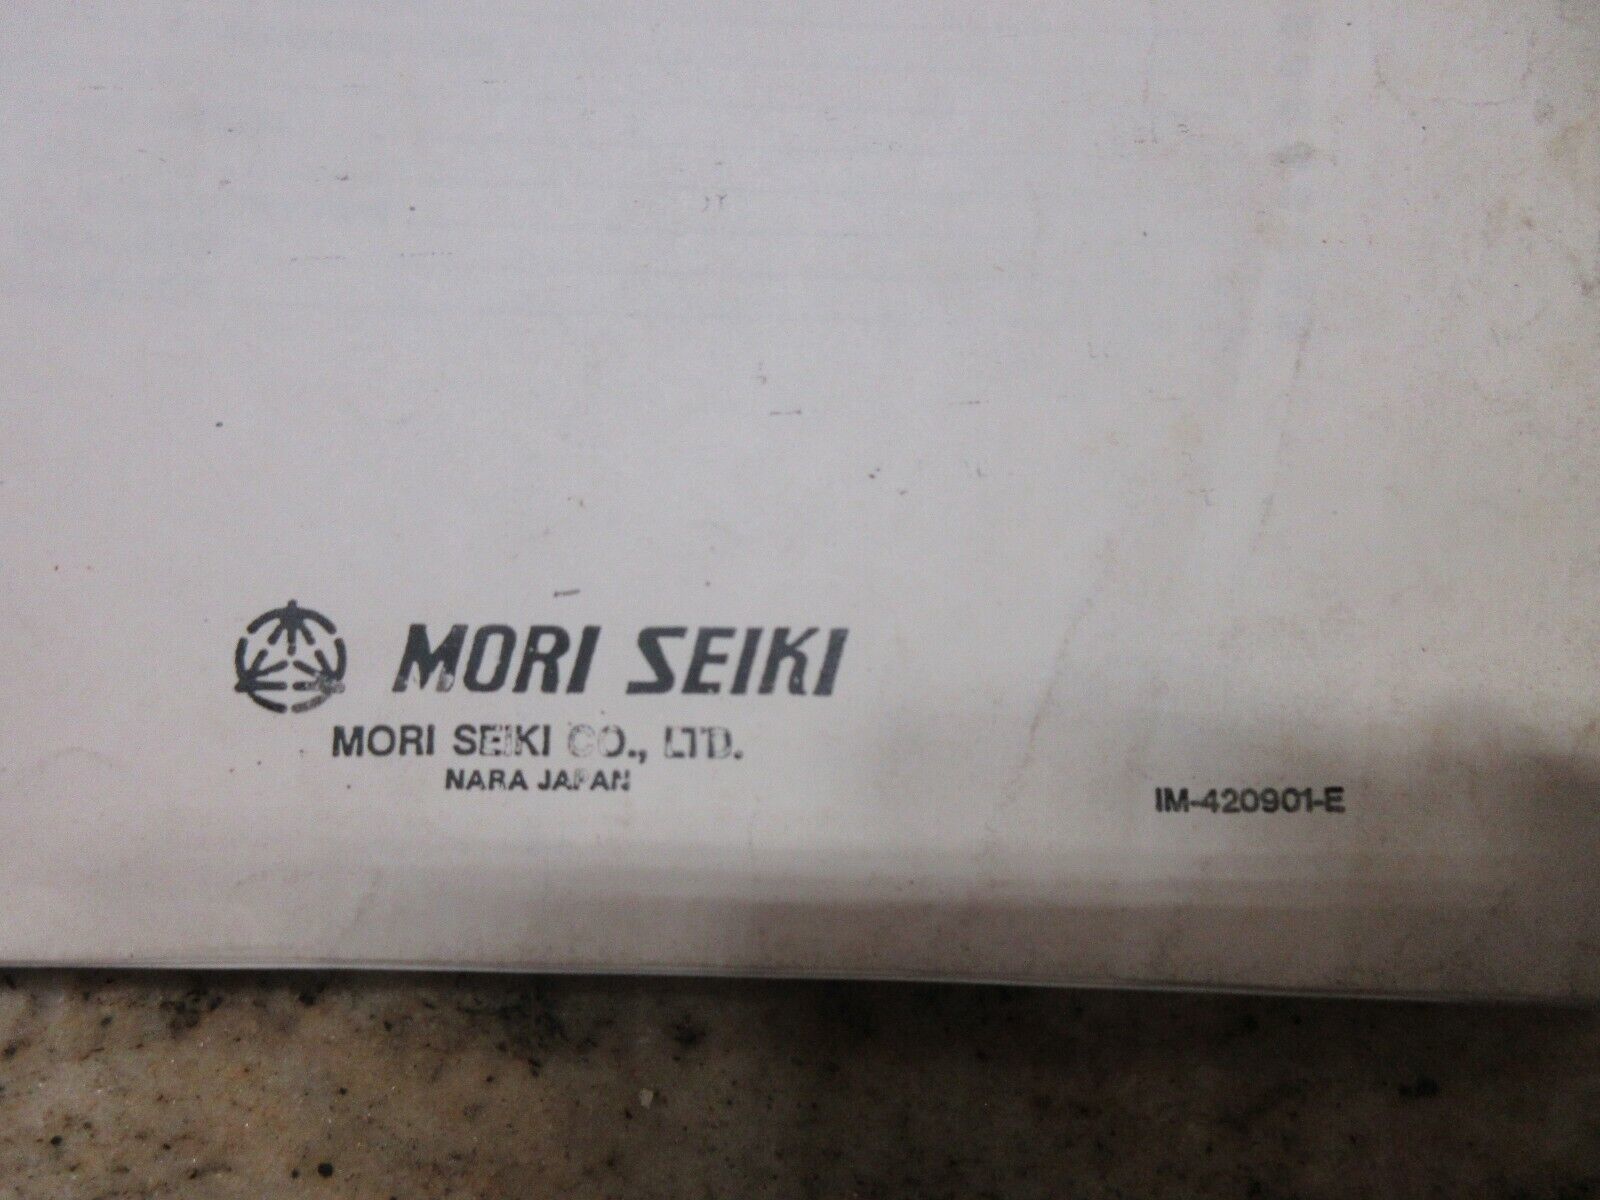 MORI SEIKI
MORI SEIKI CO., LTD.
NARA JAPAN
IM-420901-E